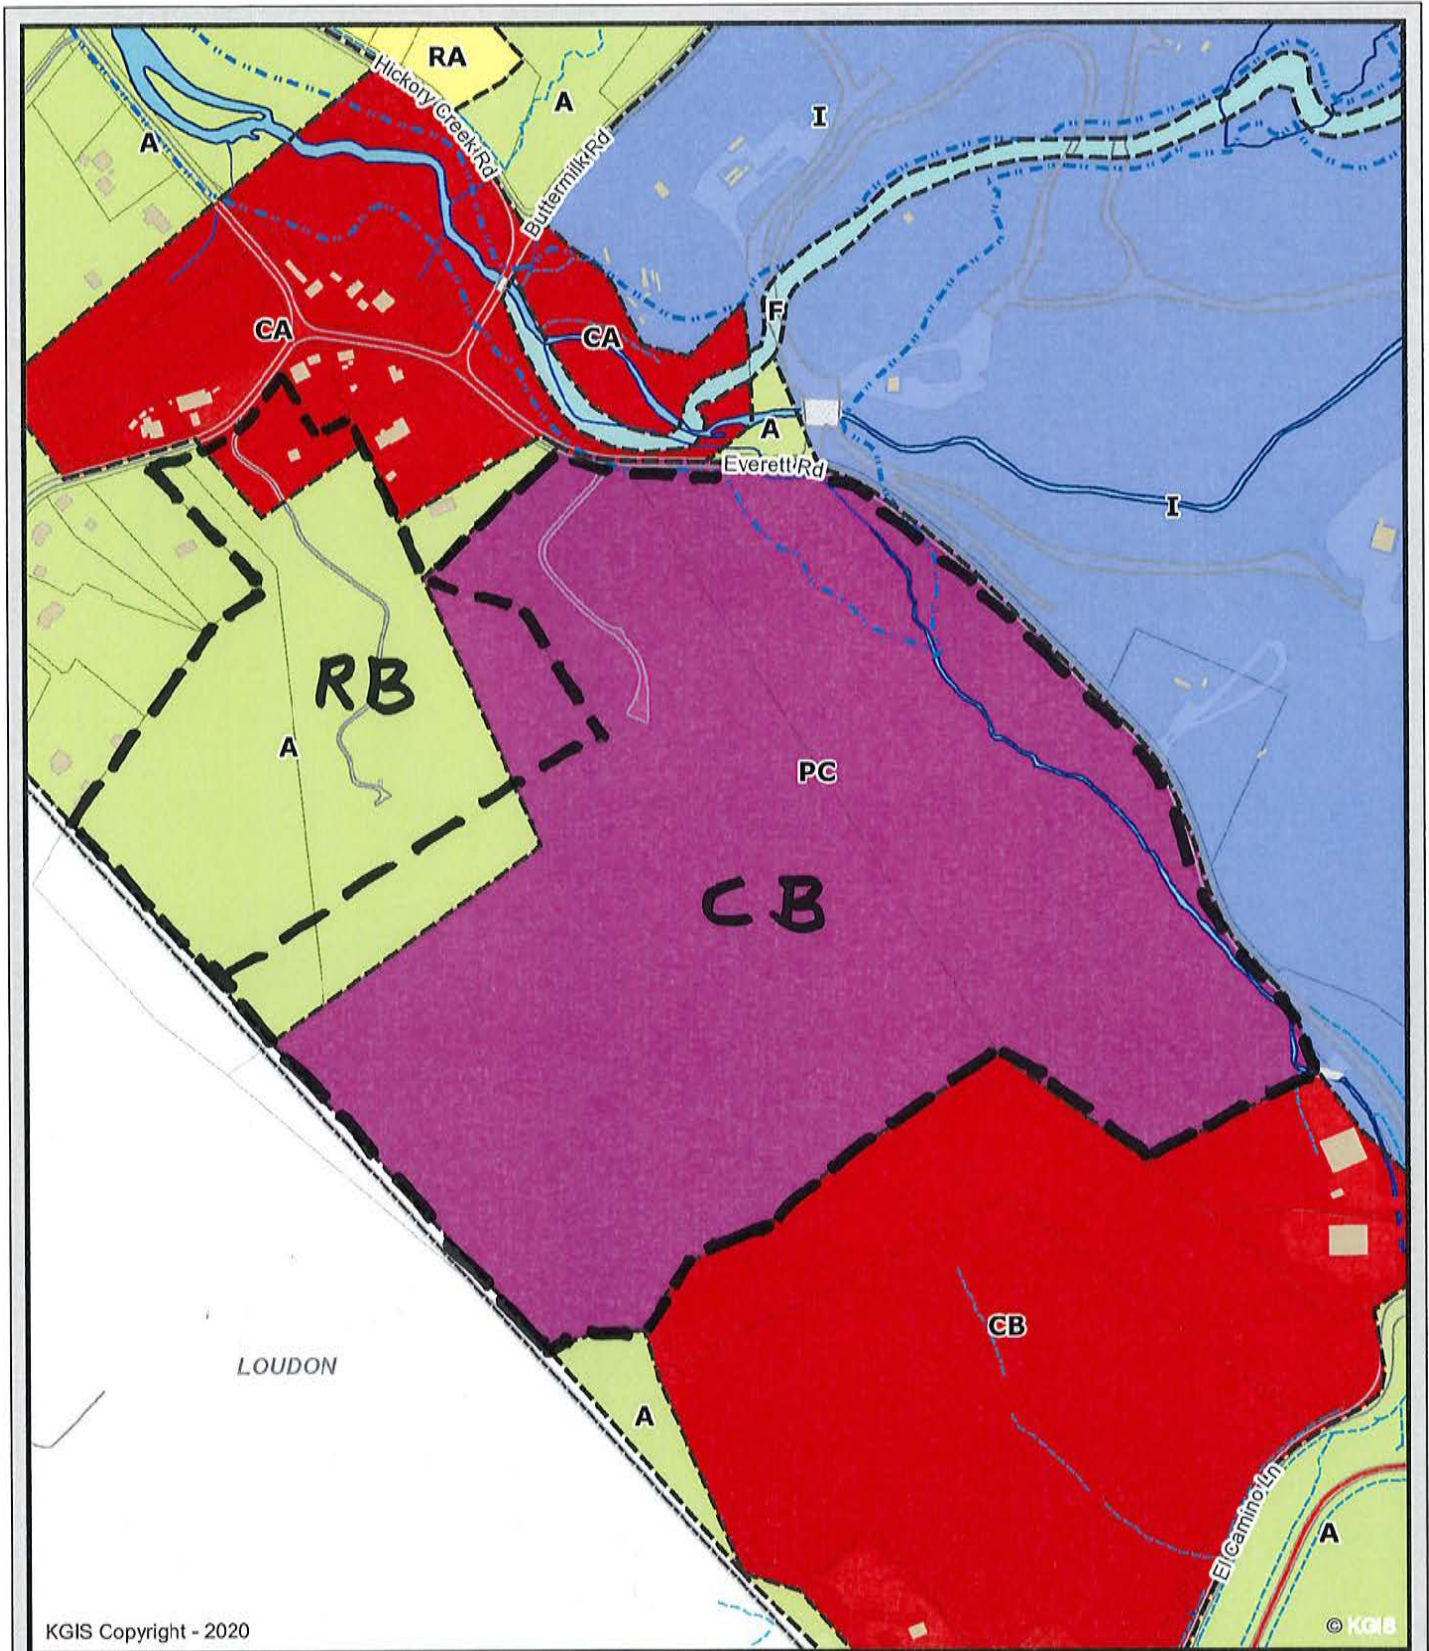 RA
Hickory Creek Rd
A
I
A
Buttermilk Rd
F
CA
CA
A
Everett Rd
I
RB
A
PC
CB
CB
LOUDON
A
El Camino Ln
A
KGIS Copyright - 2020
© KGIS